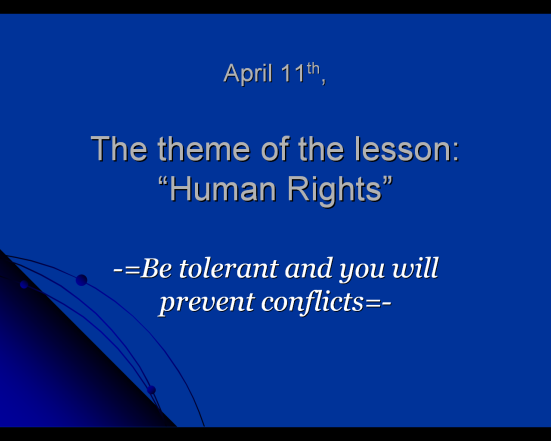 April 11th,
The theme of the lesson:
“Human Rights”
-=Be tolerant and you will
prevent conflicts=-